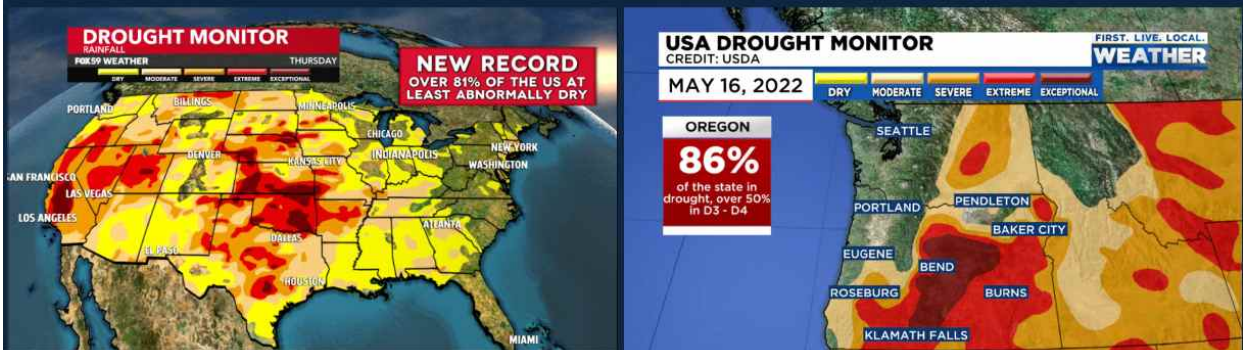 DROUGHT MONITOR
RAINFALL
FOX59 WEATHER
THURSDAY
DRY MODERATE SEVERE EXTREME EXCEPTIONAL
NEW RECORD
OVER 81% OF THE US AT
LEAST ABNORMALLY DRY
PORTLAND
BILLINGS
MINNEAPOLIS
CHICAGO
NEW YORK
DENVER
KANSAS CITY
INDIANAPOLIS
WASHINGTON
SAN FRANCISCO
LAS VEGAS
LOS ANGELES
ATLANTA
DALLAS
EL PASO
HOUSTON
MIAMI
USA DROUGHT MONITOR
CREDIT: USDA
FIRST. LIVE. LOCAL.
WEATHER
MAY 16, 2022
DRY MODERATE SEVERE EXTREME EXCEPTIONAL
OREGON
86%
of the state in
drought, over 50%
in D3 - D4
SEATTLE
PORTLAND
PENDLETON
BAKER CITY
EUGENE
BEND
ROSEBURG
BURNS
KLAMATH FALLS